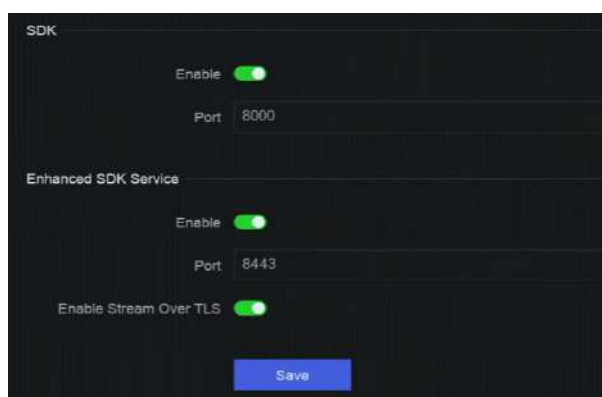 SDK
Enable
Port 8000
Enhanced SDK Service
Enable
Port 8443
Enable Stream Over TLS
Save